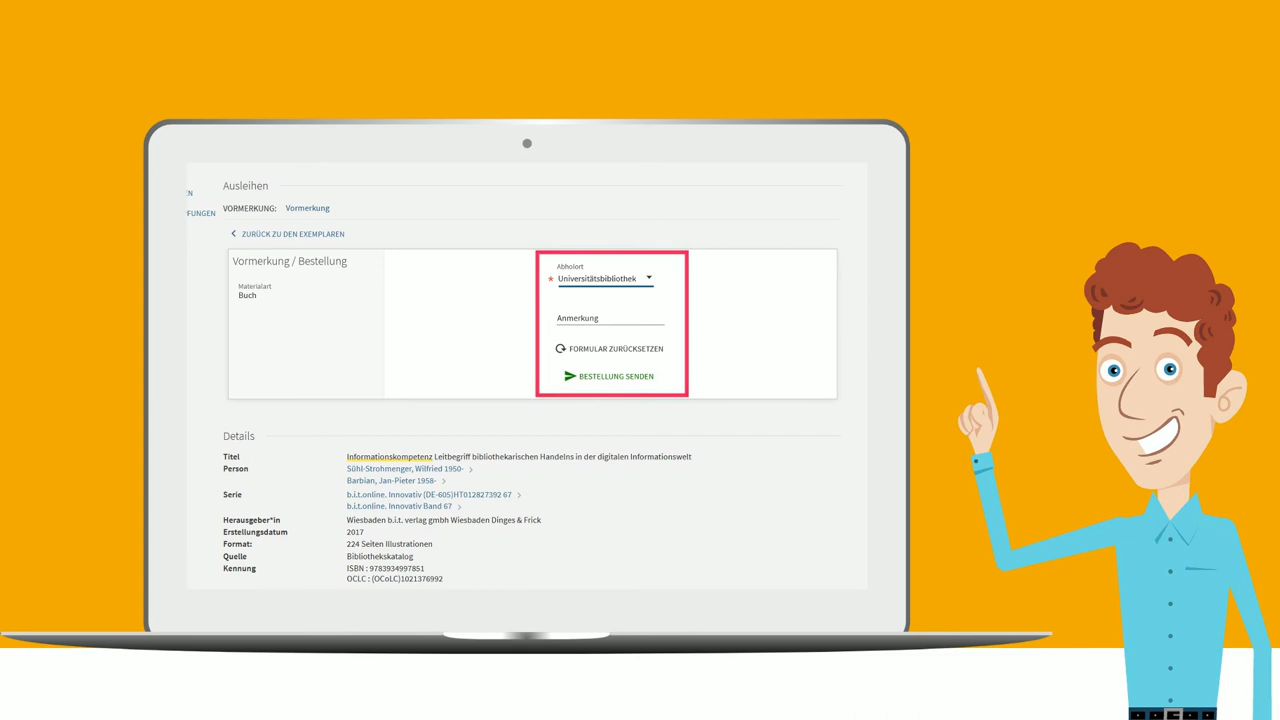 Ausleihen
EN
VORMERKUNG: Vormerkung
PFUNGEN
ZURÜCK ZU DEN EXEMPLAREN
Vormerkung / Bestellung
Materialart
Buch
Abholort
* Universitätsbibliothek
Anmerkung
FORMULAR ZURÜCKSETZEN
BESTELLUNG SENDEN
Details
Titel Informationskompetenz Leitbegriff bibliothekarischen Handelns in der digitalen Informationswelt
Person Sühl-Strohmenger, Wilfried 1950-
Barbian, Jan-Pieter 1958-
Serie b.i.t.online. Innovativ (DE-605)HT012827392 67
b.i.t.online. Innovativ Band 67
Herausgeber*in Wiesbaden b.i.t. verlag gmbh Wiesbaden Dinges & Frick
Erstellungsdatum 2017
Format: 224 Seiten Illustrationen
Quelle Bibliothekskatalog
Kennung ISBN : 9783934997851
OCLC : (OCoLC)1021376992